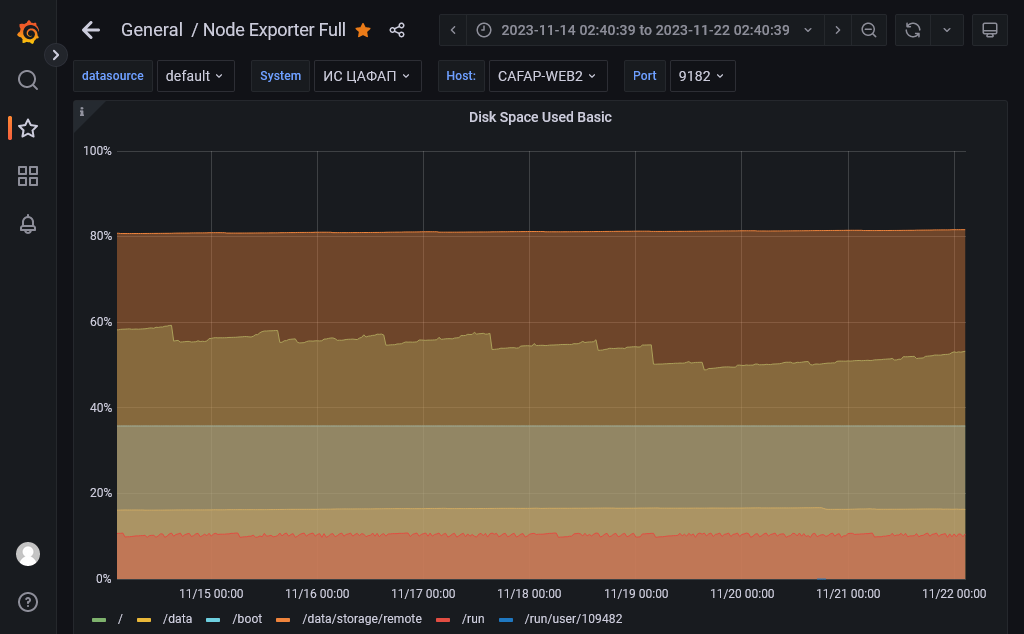 General / Node Exporter Full
2023-11-14 02:40:39 to 2023-11-22 02:40:39
datasource default System ИС ЦАФАП Host: CAFAP-WEB2 Port 9182
i
Disk Space Used Basic
100%
80%
60%
40%
20%
0%
11/15 00:00 11/16 00:00 11/17 00:00 11/18 00:00 11/19 00:00 11/20 00:00 11/21 00:00 11/22 00:00
/ /data /boot /data/storage/remote /run /run/user/109482